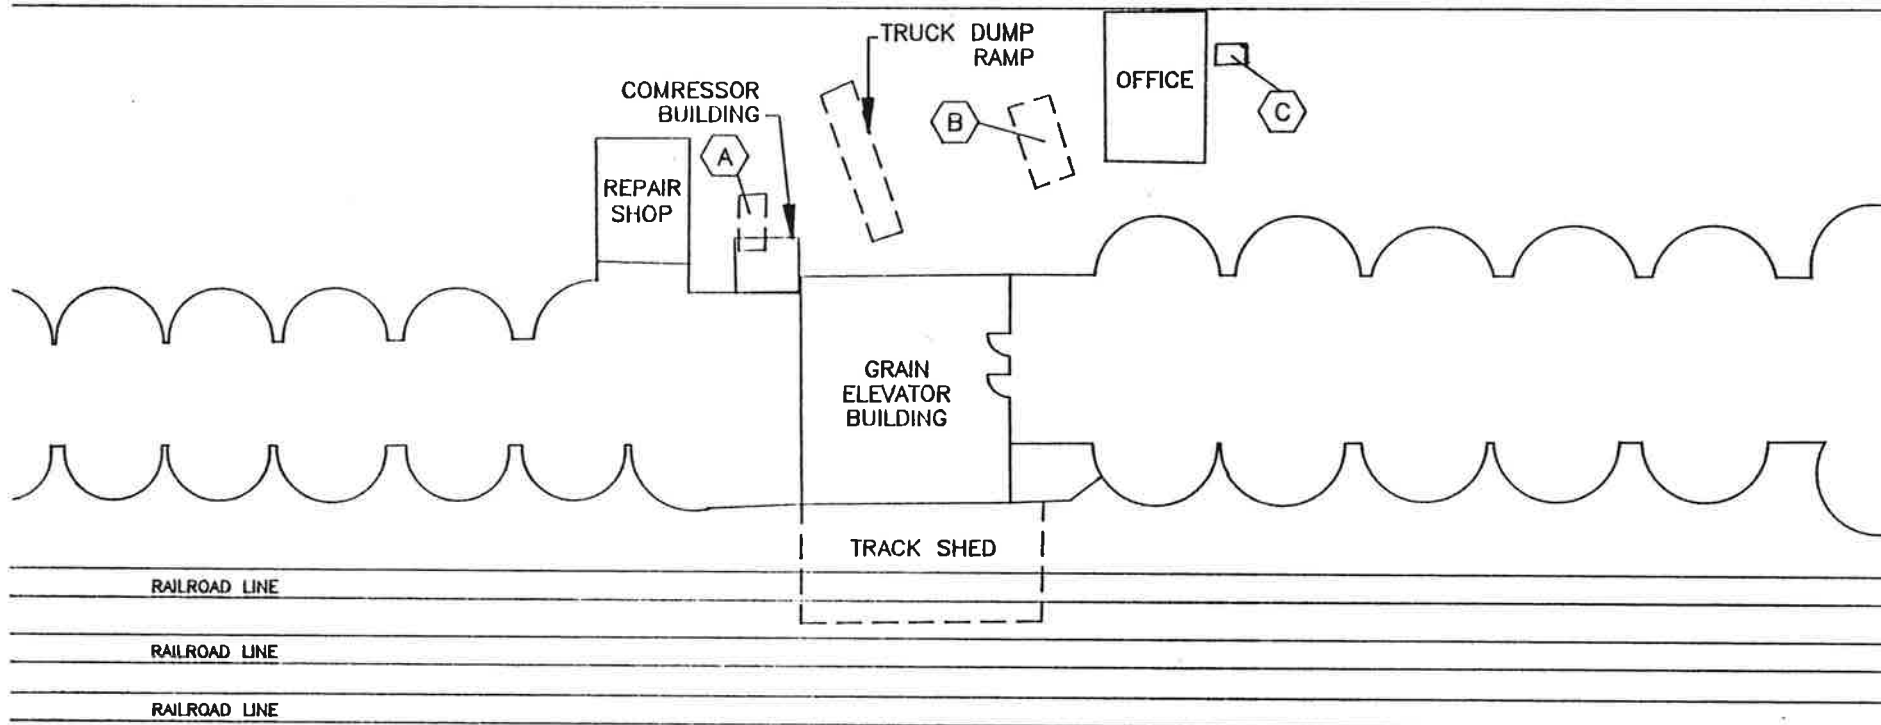 TRUCK DUMP
RAMP
OFFICE
COMRESSOR
BUILDING
A
B
C
REPAIR
SHOP
GRAIN
ELEVATOR
BUILDING
TRACK SHED
RAILROAD LINE
RAILROAD LINE
RAILROAD LINE